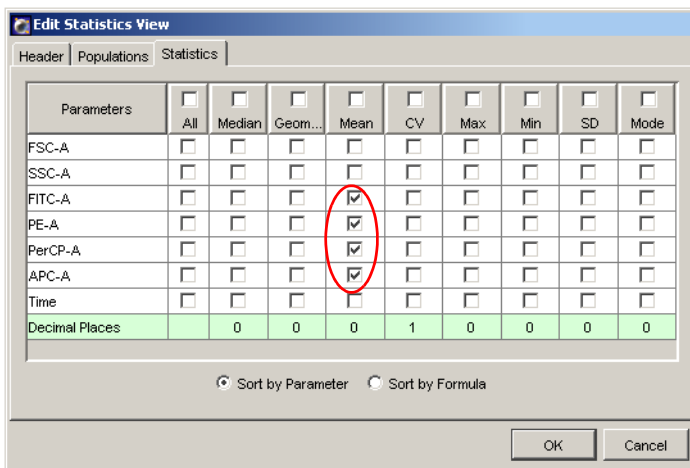 Edit Statistics View
Header Populations Statistics
Parameters All Median Geom... Mean CV Max Min SD Mode
FSC-A
SSC-A
FITC-A
PE-A
PerCP-A
APC-A
Time
Decimal Places 0 0 0 1 0 0 0 0
Sort by Parameter Sort by Formula
OK Cancel